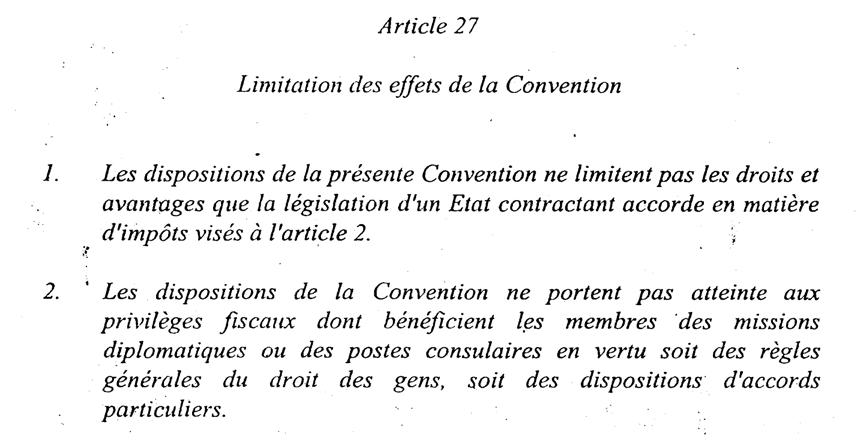 Article 27
Limitation des effets de la Convention
1. Les dispositions de la présente Convention ne limitent pas les droits et
avantages que la législation d'un Etat contractant accorde en matière
d'impôts visés à l'article 2.
2. Les dispositions de la Convention ne portent pas atteinte aux
privilèges fiscaux dont bénéficient les membres des missions
diplomatiques ou des postes consulaires en vertu soit des règles
générales du droit des gens, soit des dispositions d'accords
particuliers.